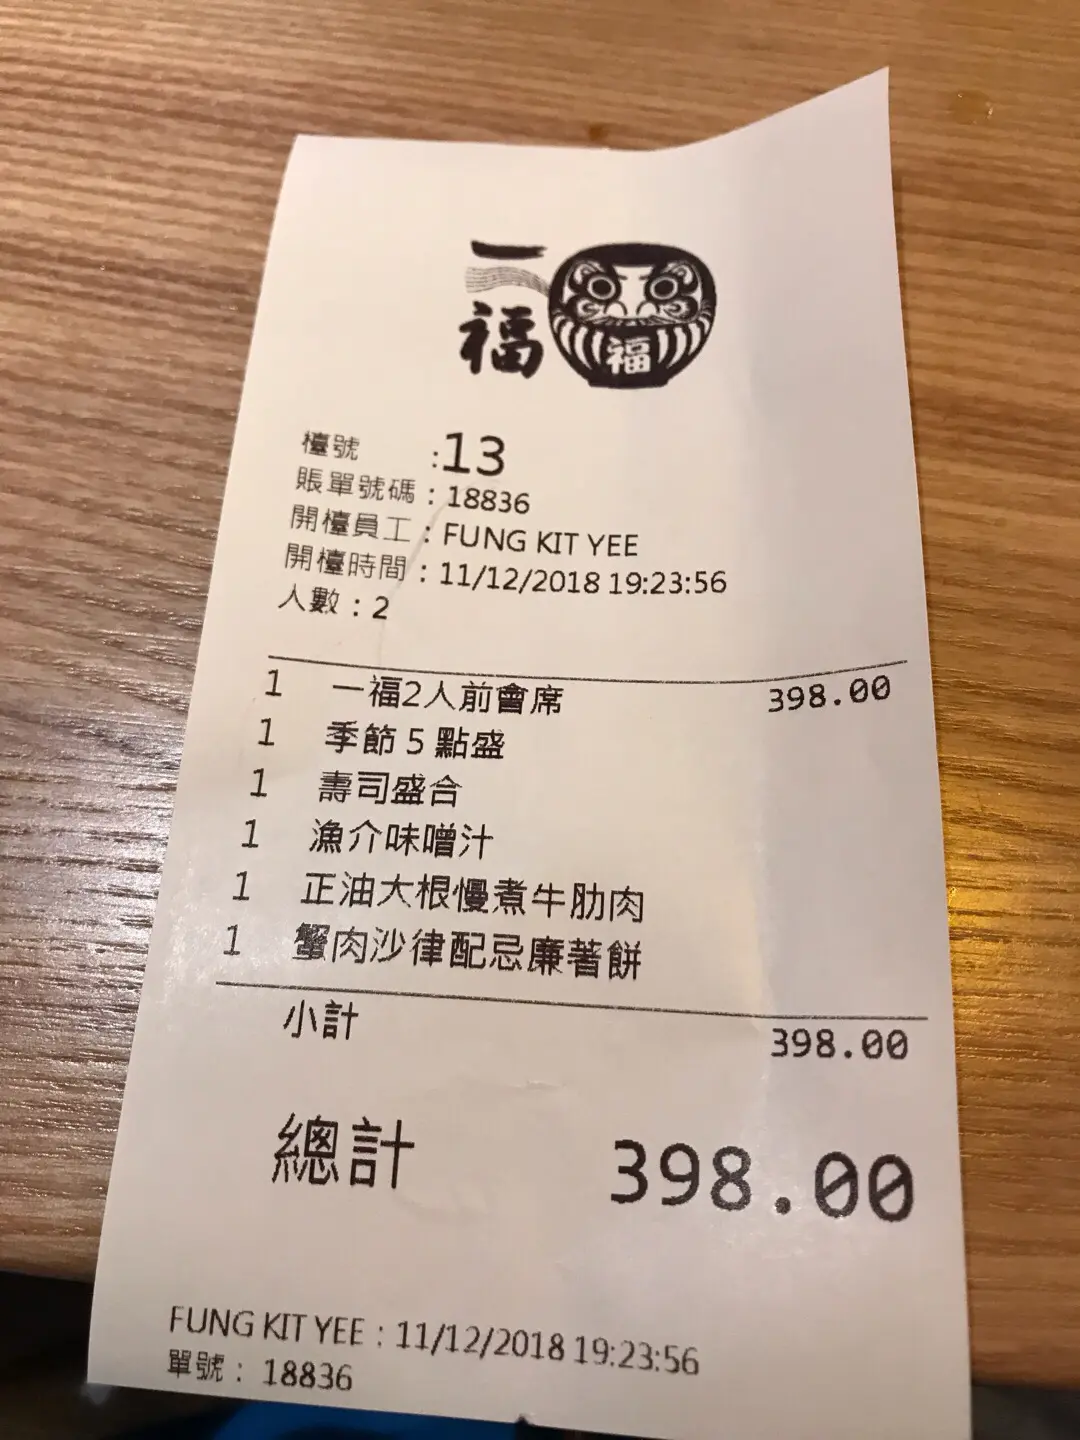 一福
福
檯號 :13
賬單號碼 : 18836
開檯員工 : FUNG KIT YEE
開檯時間 : 11/12/2018 19:23:56
人數 : 2
1 一福2人前會席 398.00
1 季節5點盛
1 壽司盛合
1 漁介味噌汁
1 正油大根慢煮牛肋肉
1 蟹肉沙律配忌廉薯餅
小計 398.00
總計 398.00
FUNG KIT YEE : 11/12/2018 19:23:56
單號 : 18836